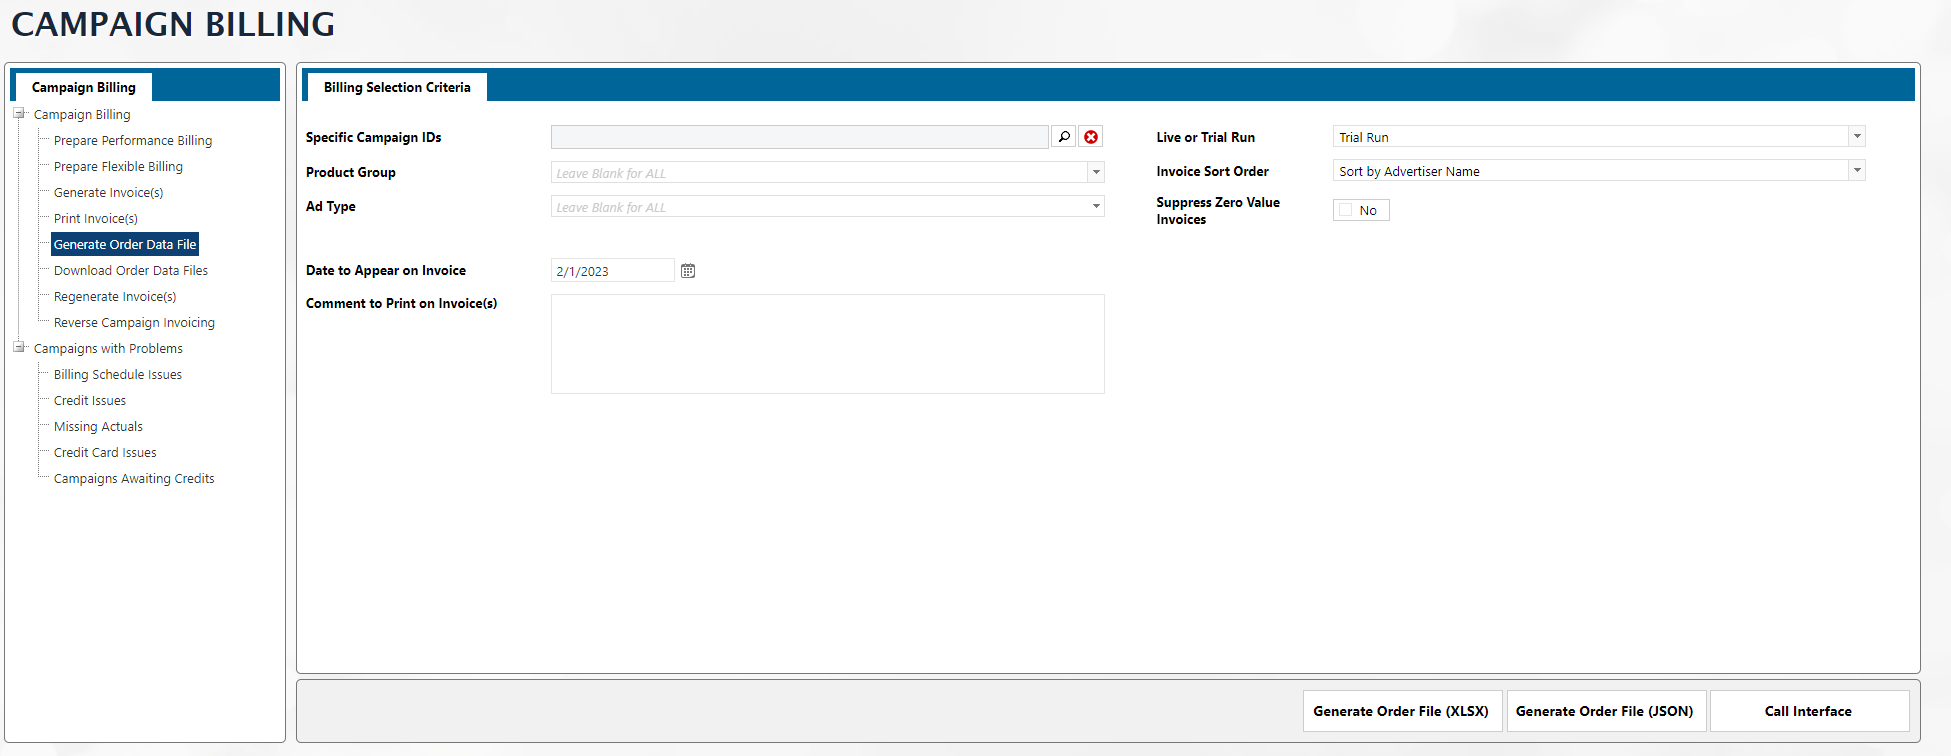 CAMPAIGN BILLING
Campaign Billing
Campaign Billing
Prepare Performance Billing
Prepare Flexible Billing
Generate Invoice(s)
Print Invoice(s)
Generate Order Data File
Download Order Data Files
Regenerate Invoice(s)
Reverse Campaign Invoicing
Campaigns with Problems
Billing Schedule Issues
Credit Issues
Missing Actuals
Credit Card Issues
Campaigns Awaiting Credits
Billing Selection Criteria
Specific Campaign IDs
Product Group Leave Blank for ALL
Ad Type Leave Blank for ALL
Date to Appear on Invoice 2/1/2023
Comment to Print on Invoice(s)
Live or Trial Run Trial Run
Invoice Sort Order Sort by Advertiser Name
Suppress Zero Value
Invoices No
Generate Order File (XLSX) Generate Order File (JSON) Call Interface